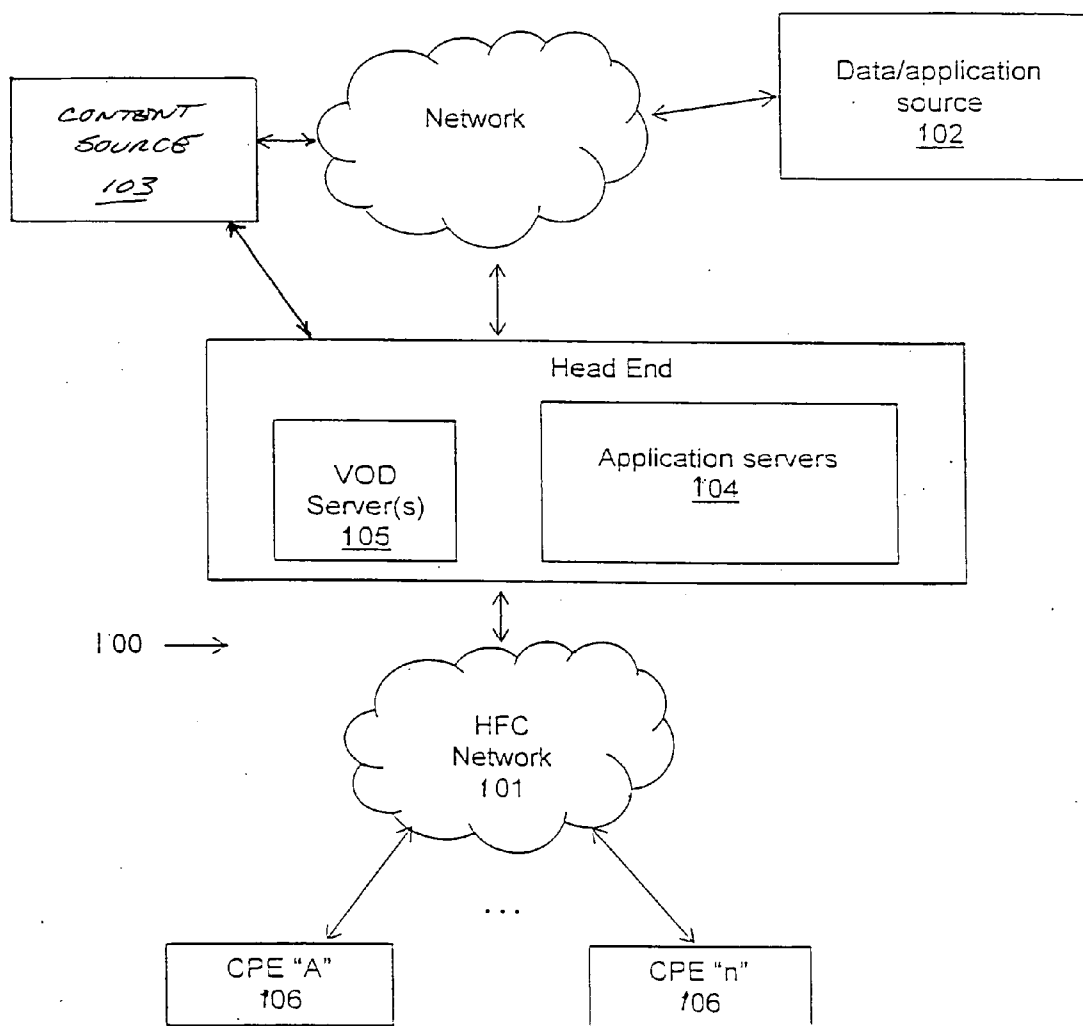 Network
Data/application
source
102
CONTENT
SOURCE
103
Head End
VOD
Server(s)
105
Application servers
104
100
HFC
Network
101
...
CPE "A"
106
CPE "n"
106